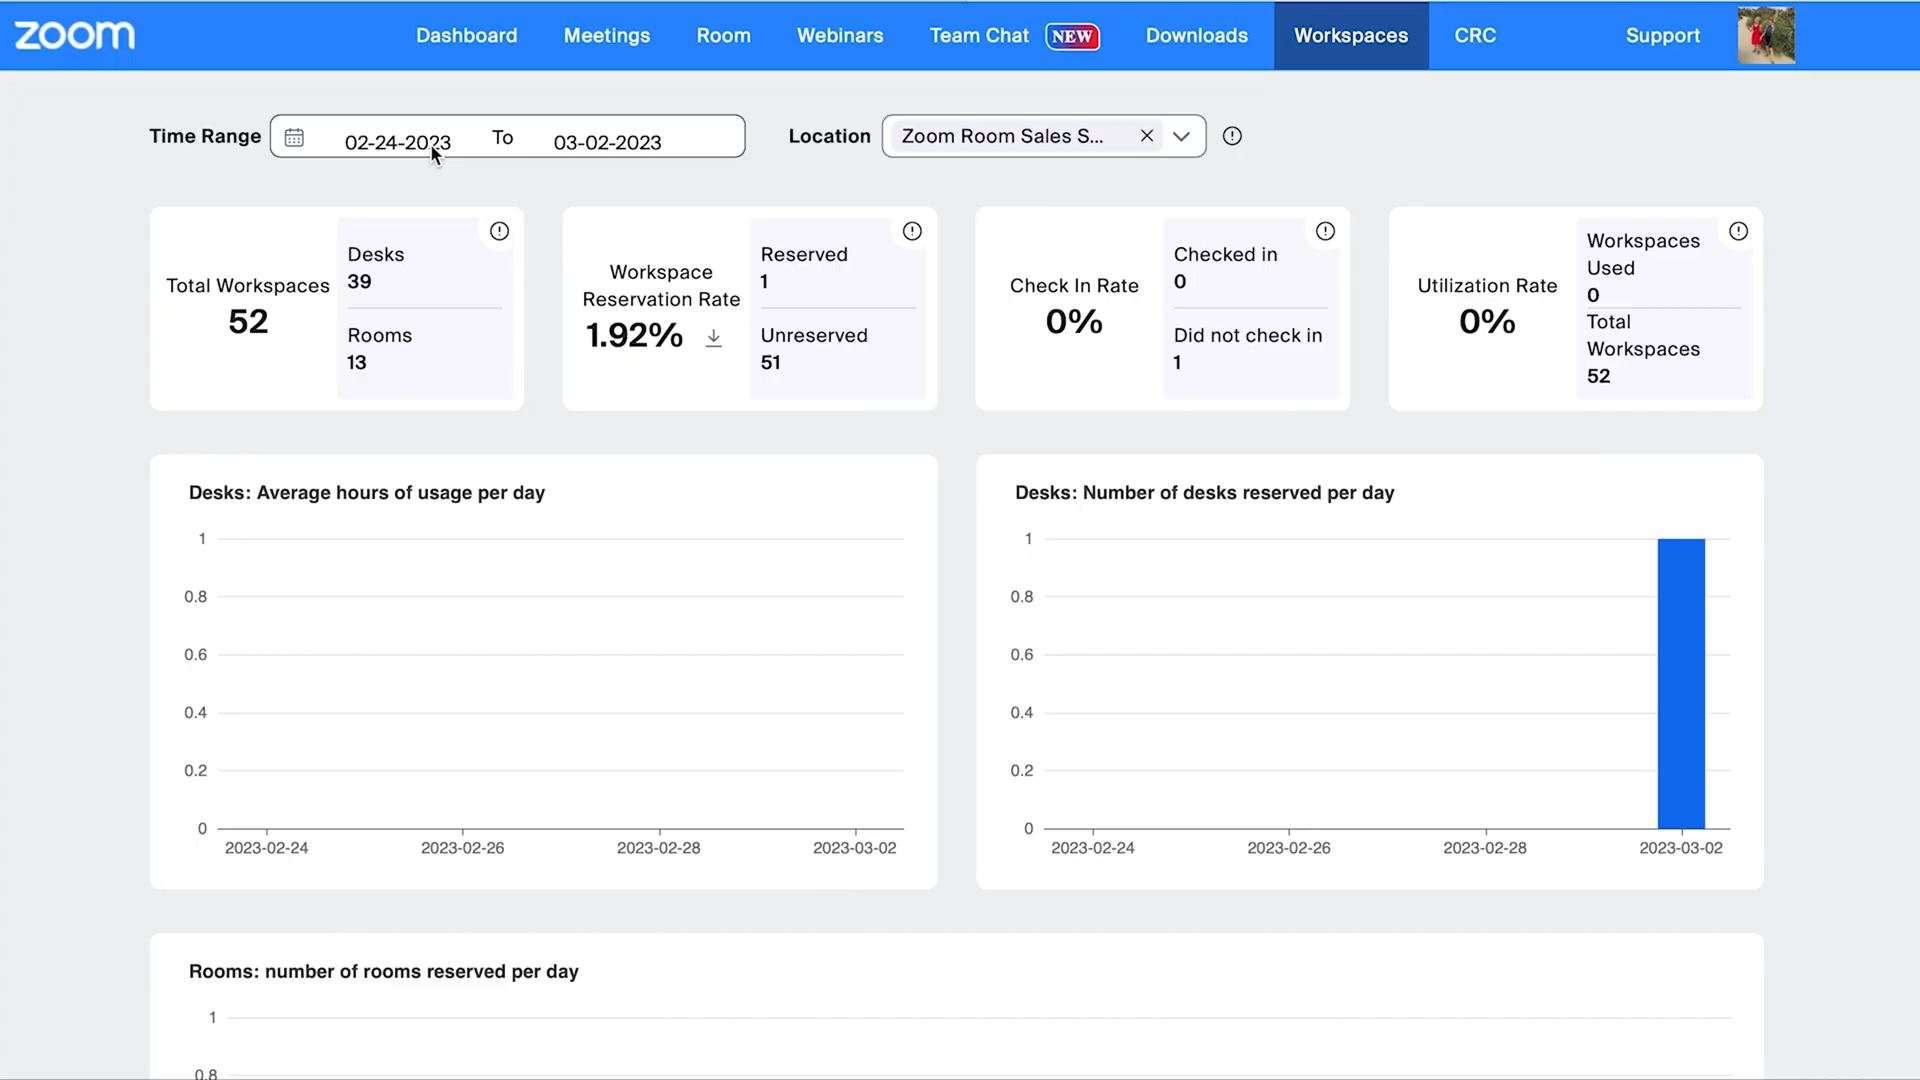 zoom
Dashboard Meetings Room Webinars Team Chat NEW Downloads Workspaces CRC Support
Time Range 02-24-2023 To 03-02-2023 Location Zoom Room Sales S...
Total Workspaces
52
Desks
39
Rooms
13
Workspace
Reservation Rate
1.92%
Reserved
1
Unreserved
51
Check In Rate
0%
Checked in
0
Did not check in
1
Utilization Rate
0%
Workspaces
Used
0
Total
Workspaces
52
Desks: Average hours of usage per day
1
0.8
0.6
0.4
0.2
0
2023-02-24 2023-02-26 2023-02-28 2023-03-02
Desks: Number of desks reserved per day
1
0.8
0.6
0.4
0.2
0
2023-02-24 2023-02-26 2023-02-28 2023-03-02
Rooms: number of rooms reserved per day
1
0.8